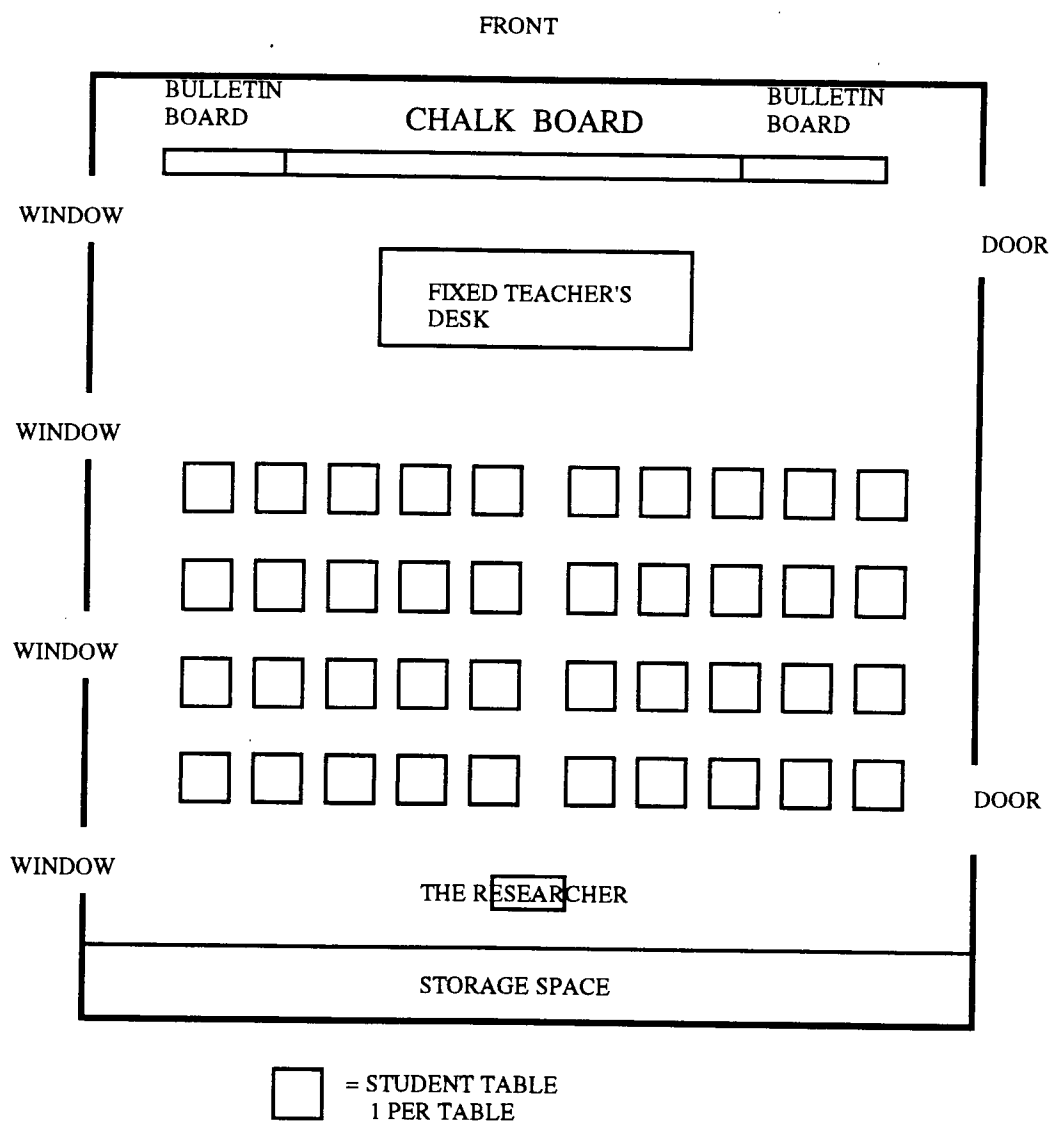 FRONT
BULLETIN
BOARD
CHALK BOARD
BULLETIN
BOARD
WINDOW
DOOR
FIXED TEACHER'S
DESK
WINDOW
WINDOW
DOOR
WINDOW
THE RESEARCHER
STORAGE SPACE
= STUDENT TABLE
1 PER TABLE